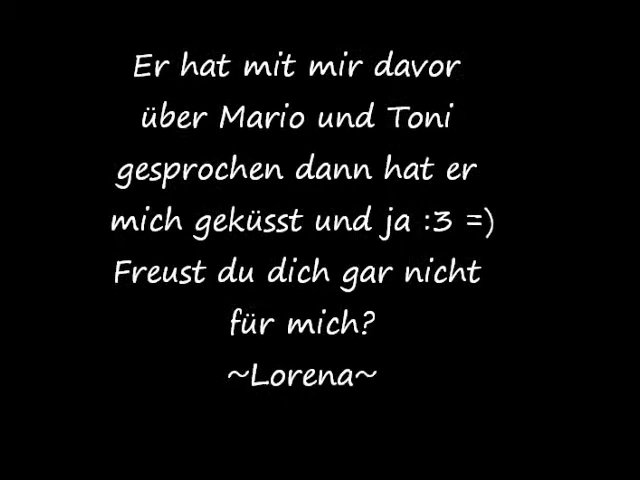 Er hat mit mir davor
über Mario und Toni
gesprochen dann hat er
mich geküsst und ja :3 =)
Freust du dich gar nicht
für mich?
~Lorena~